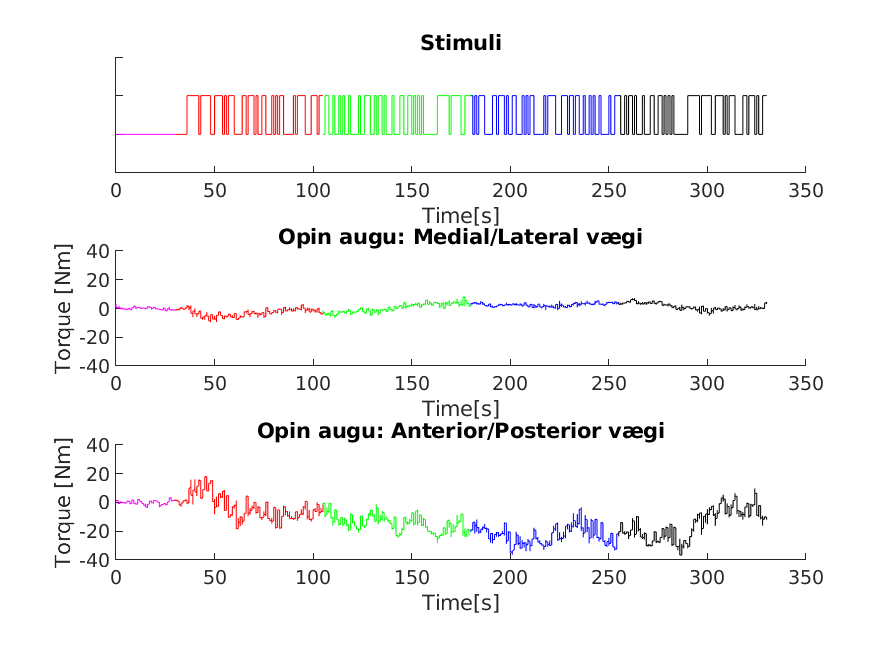 Stimuli
0 50 100 150 200 250 300 350
Time[s]
Opin augu: Medial/Lateral vægi
Torque [Nm]
40
20
0
-20
-40
0 50 100 150 200 250 300 350
Time[s]
Opin augu: Anterior/Posterior vægi
Torque [Nm]
40
20
0
-20
-40
0 50 100 150 200 250 300 350
Time[s]